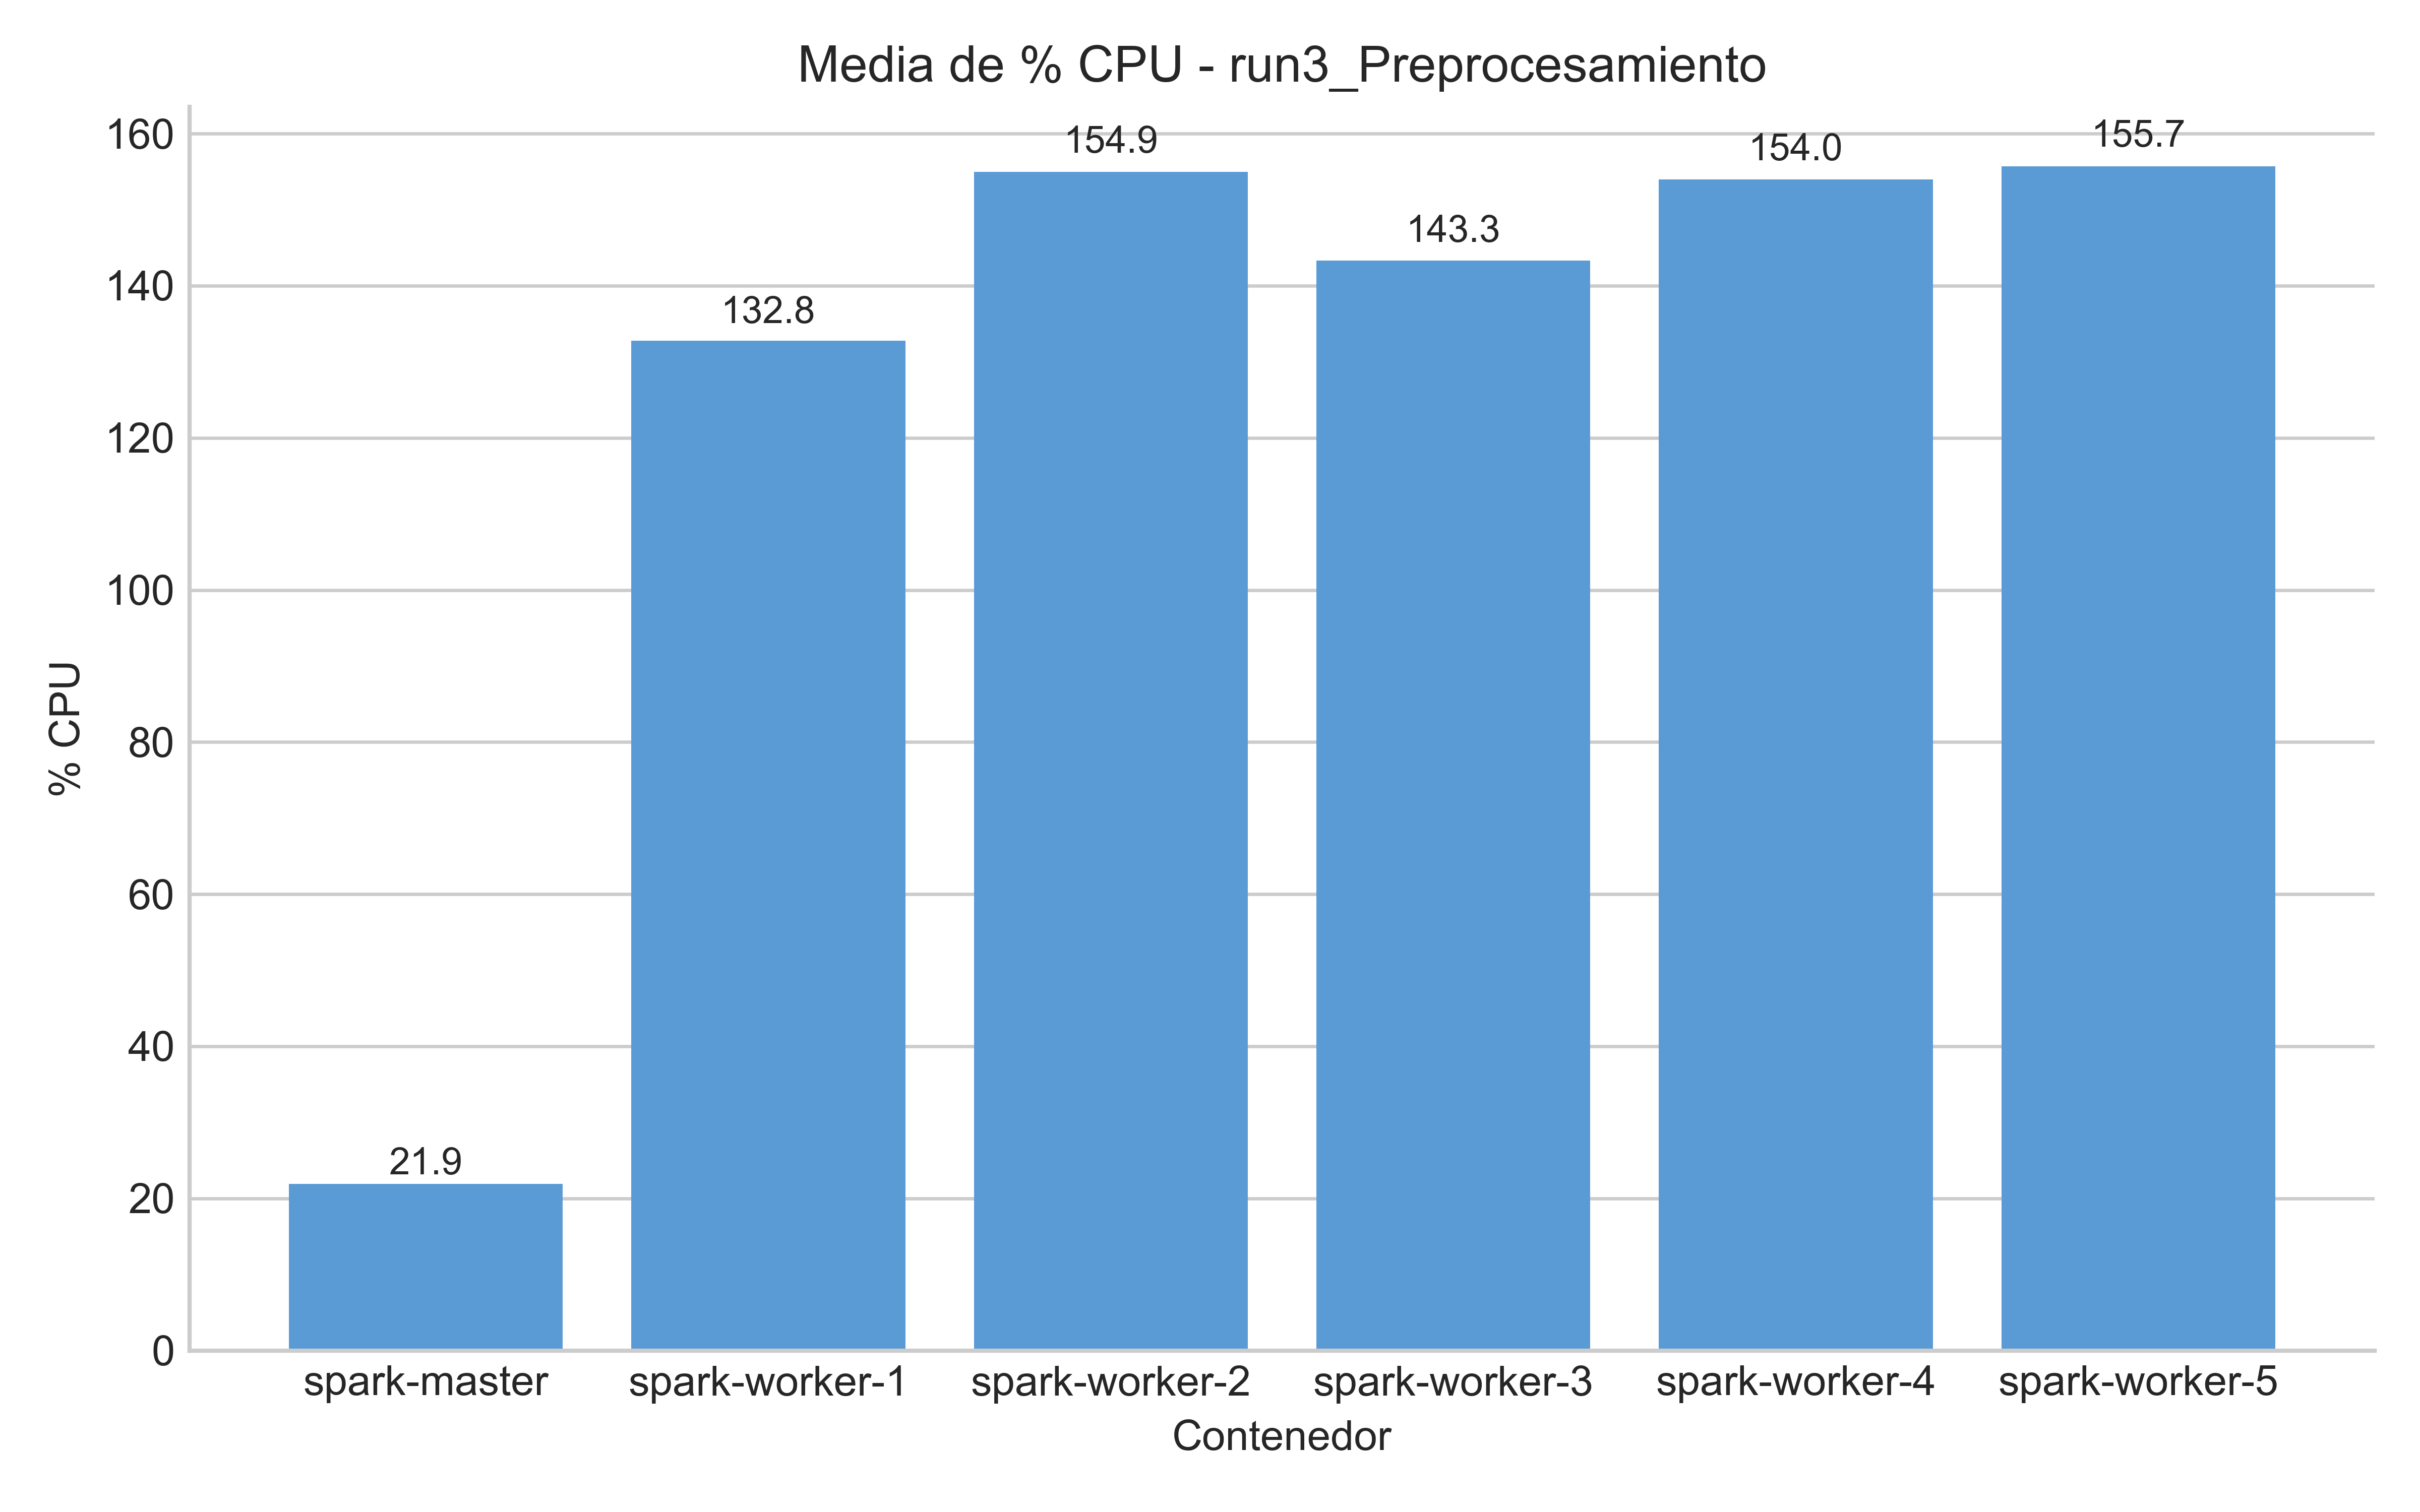 Media de % CPU - run3_Preprocesamiento
160
140
120
100
80
60
40
20
0
% CPU
21.9
132.8
154.9
143.3
154.0
155.7
spark-master
spark-worker-1
spark-worker-2
spark-worker-3
spark-worker-4
spark-worker-5
Contenedor